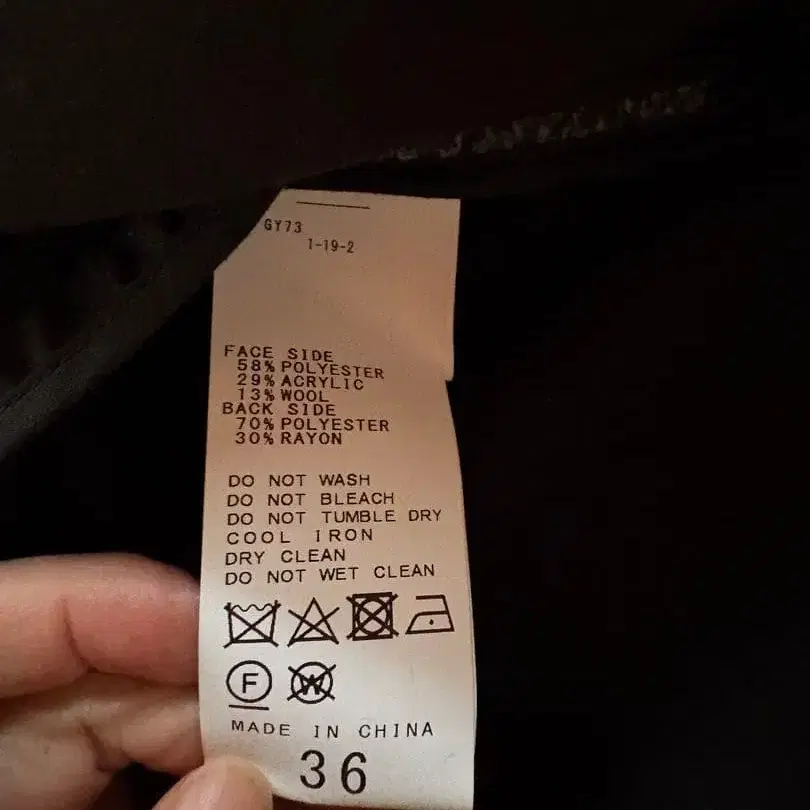 GY73
1-19-2
FACE SIDE
58% POLYESTER
29% ACRYLIC
13% WOOL
BACK SIDE
70% POLYESTER
30% RAYON
DO NOT WASH
DO NOT BLEACH
DO NOT TUMBLE DRY
COOL IRON
DRY CLEAN
DO NOT WET CLEAN
F W
MADE IN CHINA
36